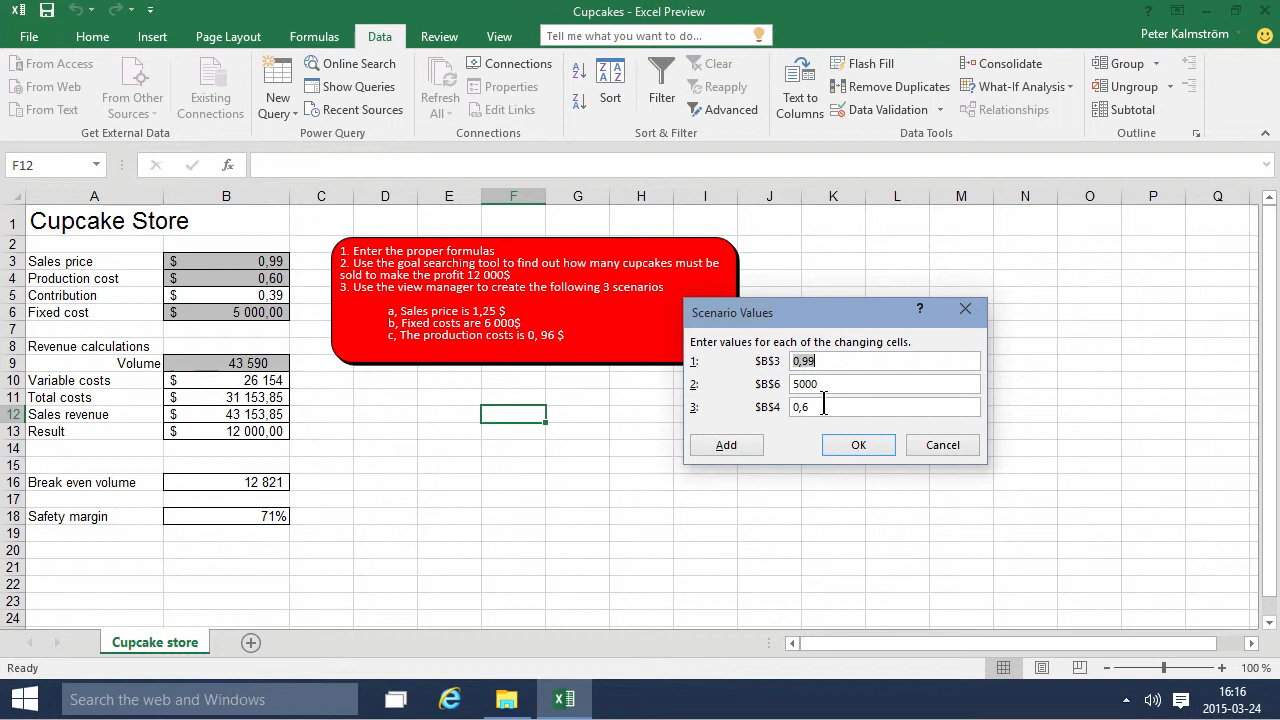 Cupcakes - Excel Preview
File Home Insert Page Layout Formulas Data Review View Tell me what you want to do... Peter Kalmström
From Access
From Web
From Text
From Other Sources
Existing Connections
Get External Data
New Query
Online Search
Show Queries
Recent Sources
Power Query
Refresh All
Connections
Properties
Edit Links
Connections
Sort
Filter
Clear
Reapply
Advanced
Sort & Filter
Text to Columns
Flash Fill
Remove Duplicates
Data Validation
Consolidate
What-If Analysis
Relationships
Data Tools
Group
Ungroup
Subtotal
Outline
F12 fx
A B C D E F G H I J K L M N O P Q
1 Cupcake Store
2
3 Sales price $ 0,99
4 Production cost $ 0,60
5 Contribution $ 0,39
6 Fixed cost $ 5 000,00
7
8 Revenue calculations
9 Volume 43 590
10 Variable costs $ 26 154
11 Total costs $ 31 153,85
12 Sales revenue $ 43 153,85
13 Result $ 12 000,00
14
15
16 Break even volume 12 821
17
18 Safety margin 71%
19
20
21
22
23
24
1. Enter the proper formulas
2. Use the goal searching tool to find out how many cupcakes must be
sold to make the profit 12 000$
3. Use the view manager to create the following 3 scenarios
a, Sales price is 1,25 $
b, Fixed costs are 6 000$
c, The production costs is 0, 96 $
Scenario Values ?
Enter values for each of the changing cells.
1: $B$3 0,99
2: $B$6 5000
3: $B$4 0,6
Add OK Cancel
Cupcake store
Ready 100 %
Search the web and Windows
16:16
2015-03-24